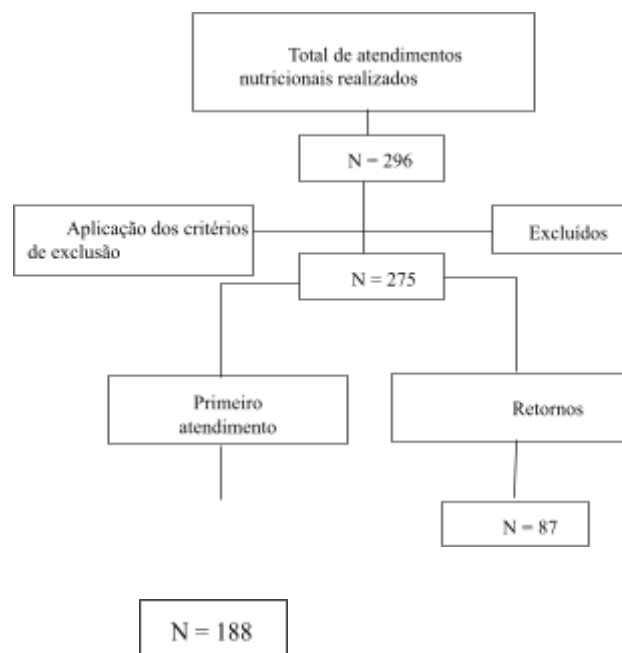 Total de atendimentos
nutricionais realizados
N = 296
Aplicação dos critérios
de exclusão
Excluídos
N = 275
Primeiro
atendimento
Retornos
N = 87
N = 188